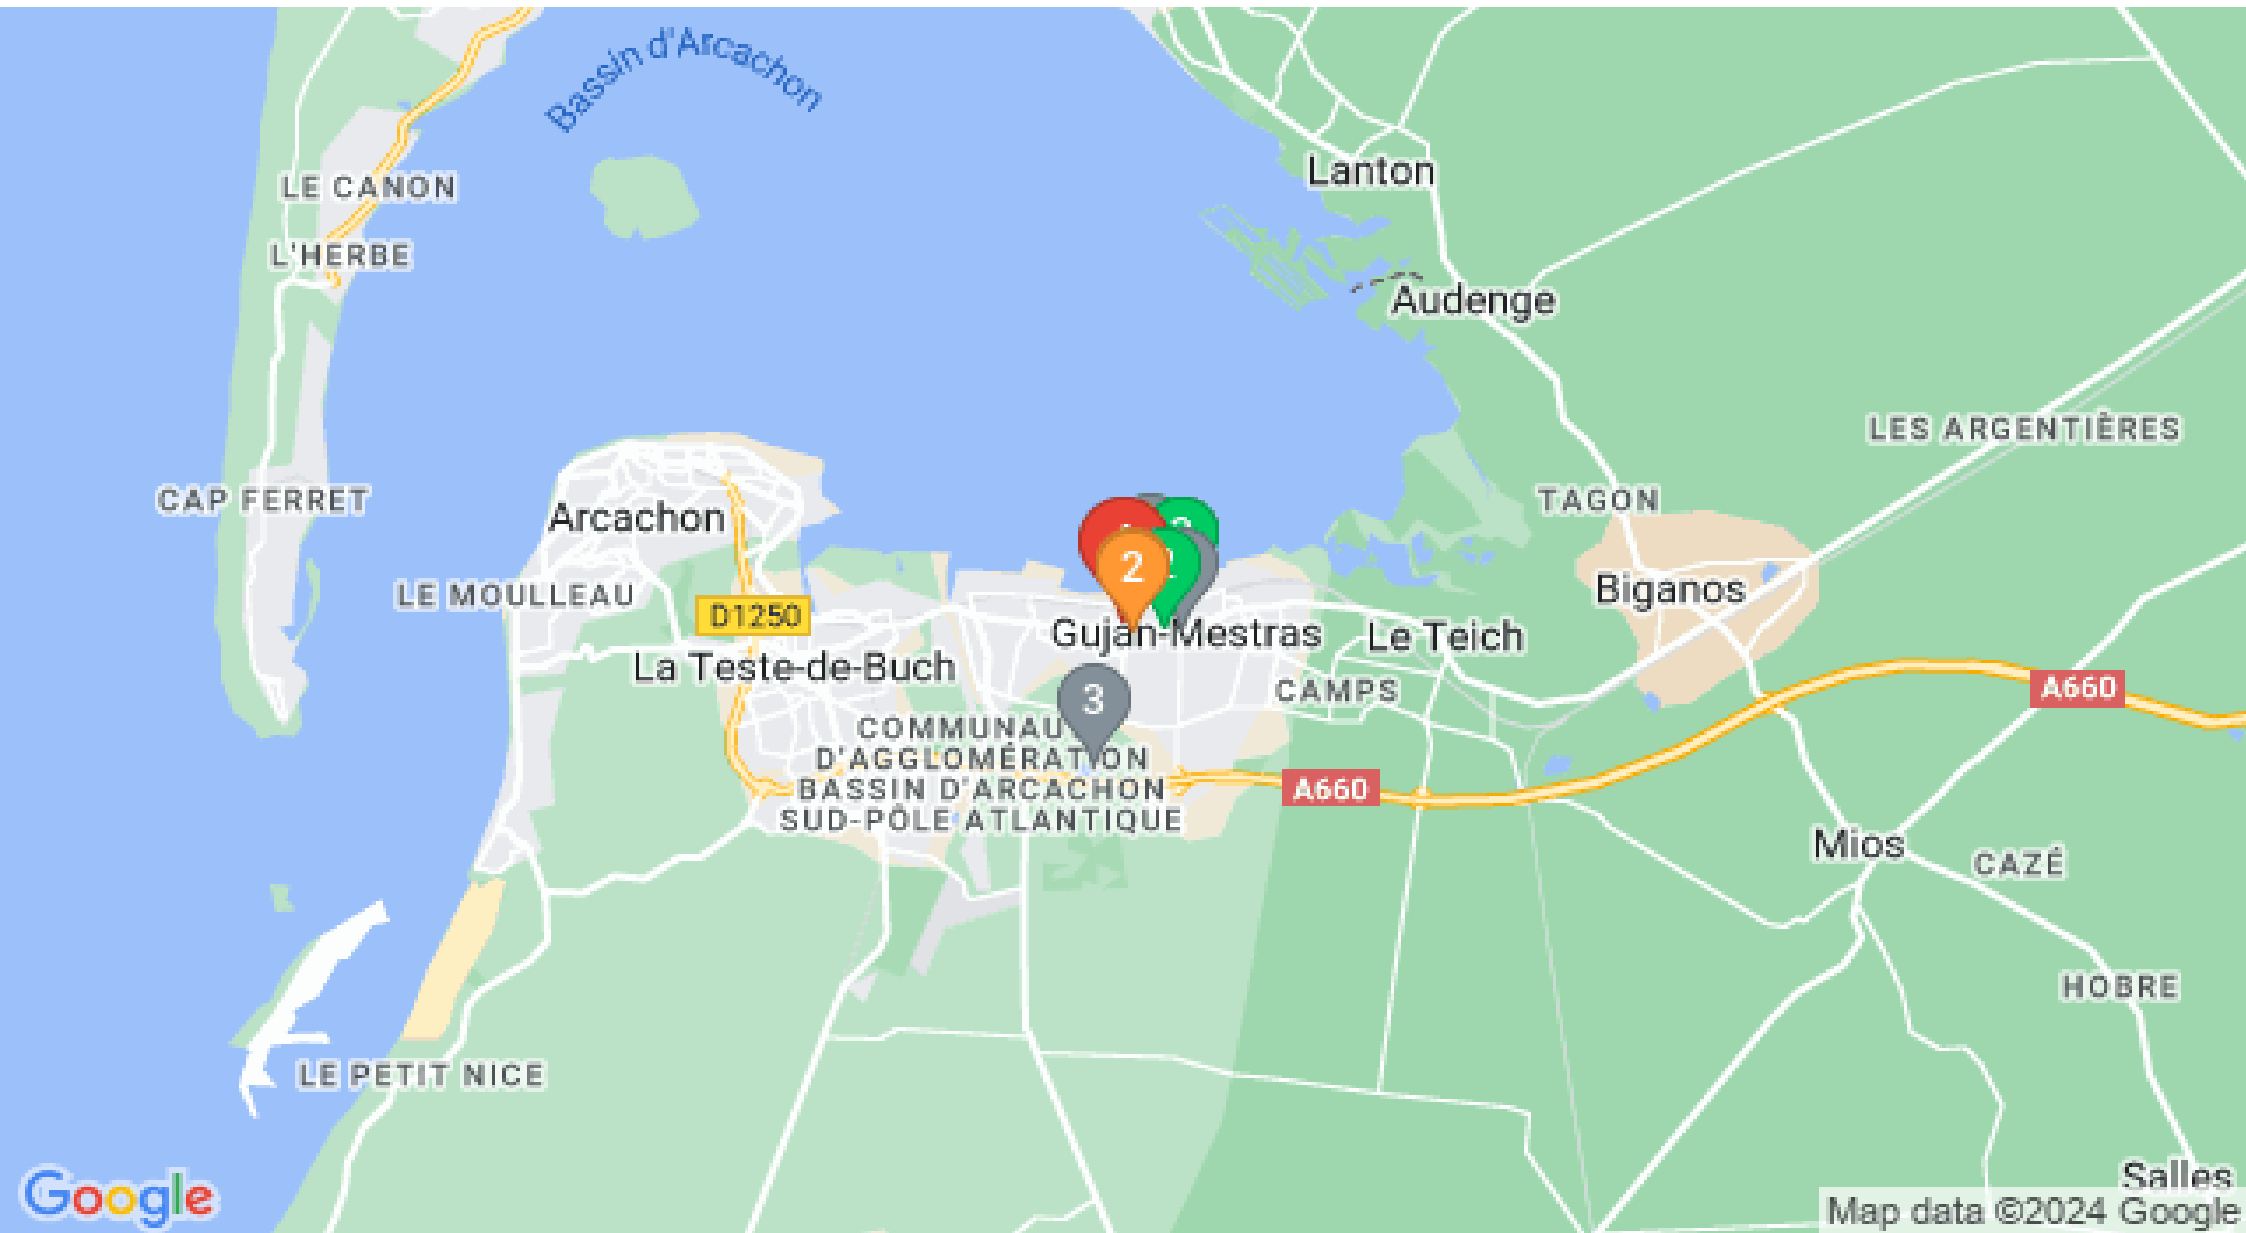 Bassin d'Arcachon
Lanton
LE CANON
L'HERBE
Audenge
LES ARGENTIÈRES
CAP FERRET
TAGON
Arcachon
2
Biganos
LE MOULLEAU
D1250
Gujan-Mestras
Le Teich
La Teste-de-Buch
CAMPS
A660
3
COMMUNAU
D'AGGLOMÉRATION
BASSIN D'ARCACHON
SUD-PÔLE ATLANTIQUE
A660
Mios
CAZÉ
HOBRE
LE PETIT NICE
Salles
Google
Map data ©2024 Google